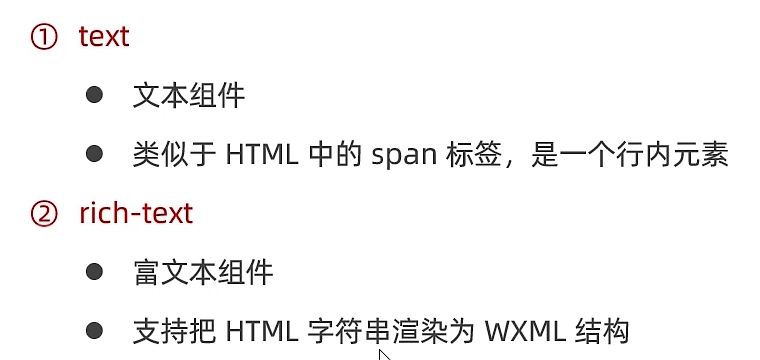 ① text
● 文本组件
● 类似于 HTML 中的 span 标签，是一个行内元素
② rich-text
● 富文本组件
● 支持把 HTML 字符串渲染为 WXML 结构